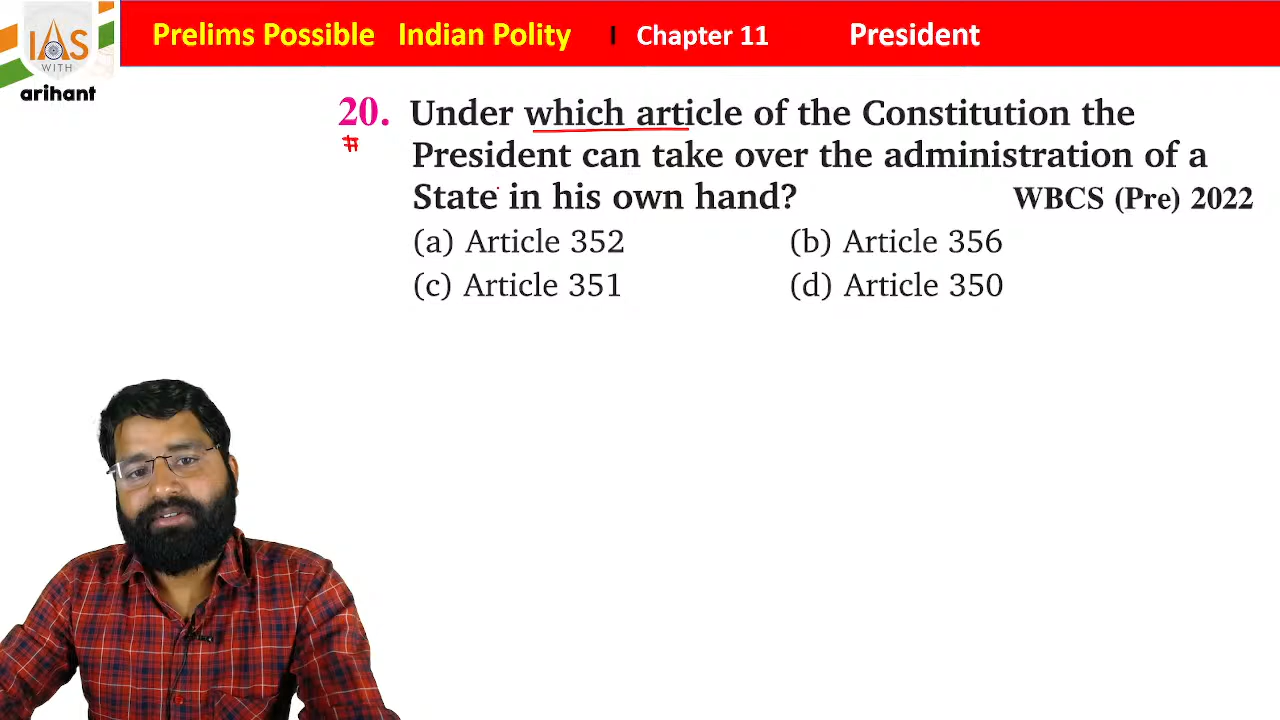 Prelims Possible Indian Polity | Chapter 11 President
IAS
WITH
arihant
20. Under which article of the Constitution the
#
President can take over the administration of a
State in his own hand? WBCS (Pre) 2022
(a) Article 352 (b) Article 356
(c) Article 351 (d) Article 350